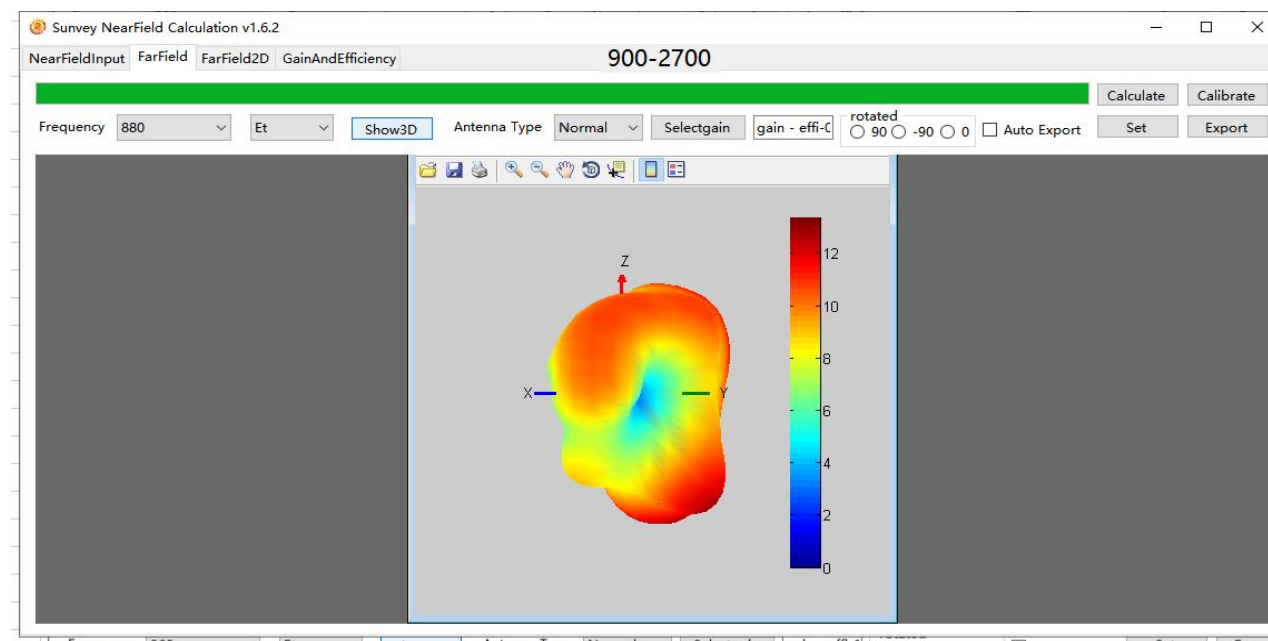 Sunvey NearField Calculation v1.6.2
NearFieldInput FarField FarField2D GainAndEfficiency 900-2700
Calculate Calibrate
Frequency 880 Et Show3D Antenna Type Normal Selectgain gain - effi-0 rotated 90 -90 0 Auto Export Set Export
Z
X Y
12
10
8
6
4
2
0